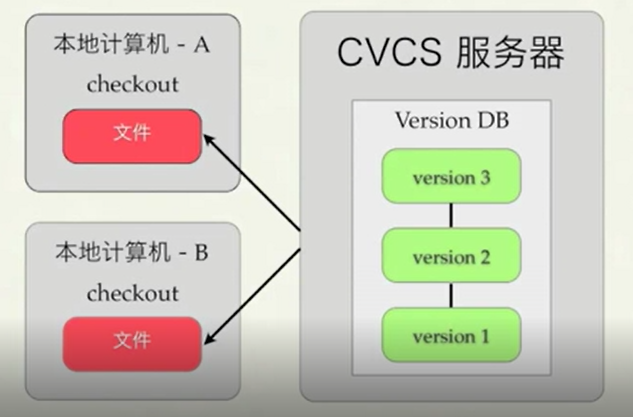 本地计算机 - A
checkout
文件
本地计算机 - B
checkout
文件
CVCS 服务器
Version DB
version 3
version 2
version 1